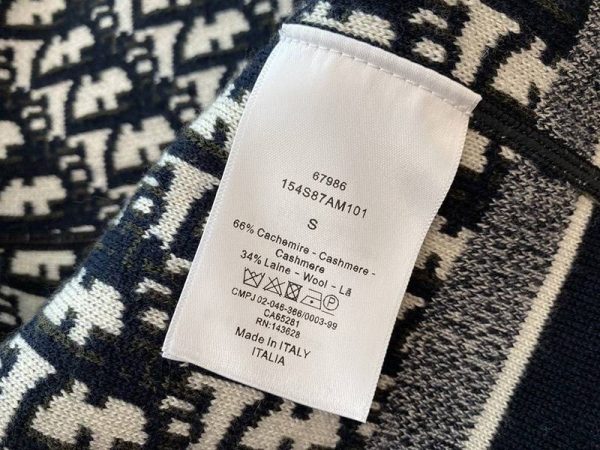 67986
154S87AM101
S
66% Cachemire - Cashmere -
Cashmere
34% Laine - Wool - Lã
CMPJ 02-046-366/0003-99
CA65281
RN:143628
Made in ITALY
ITALIA